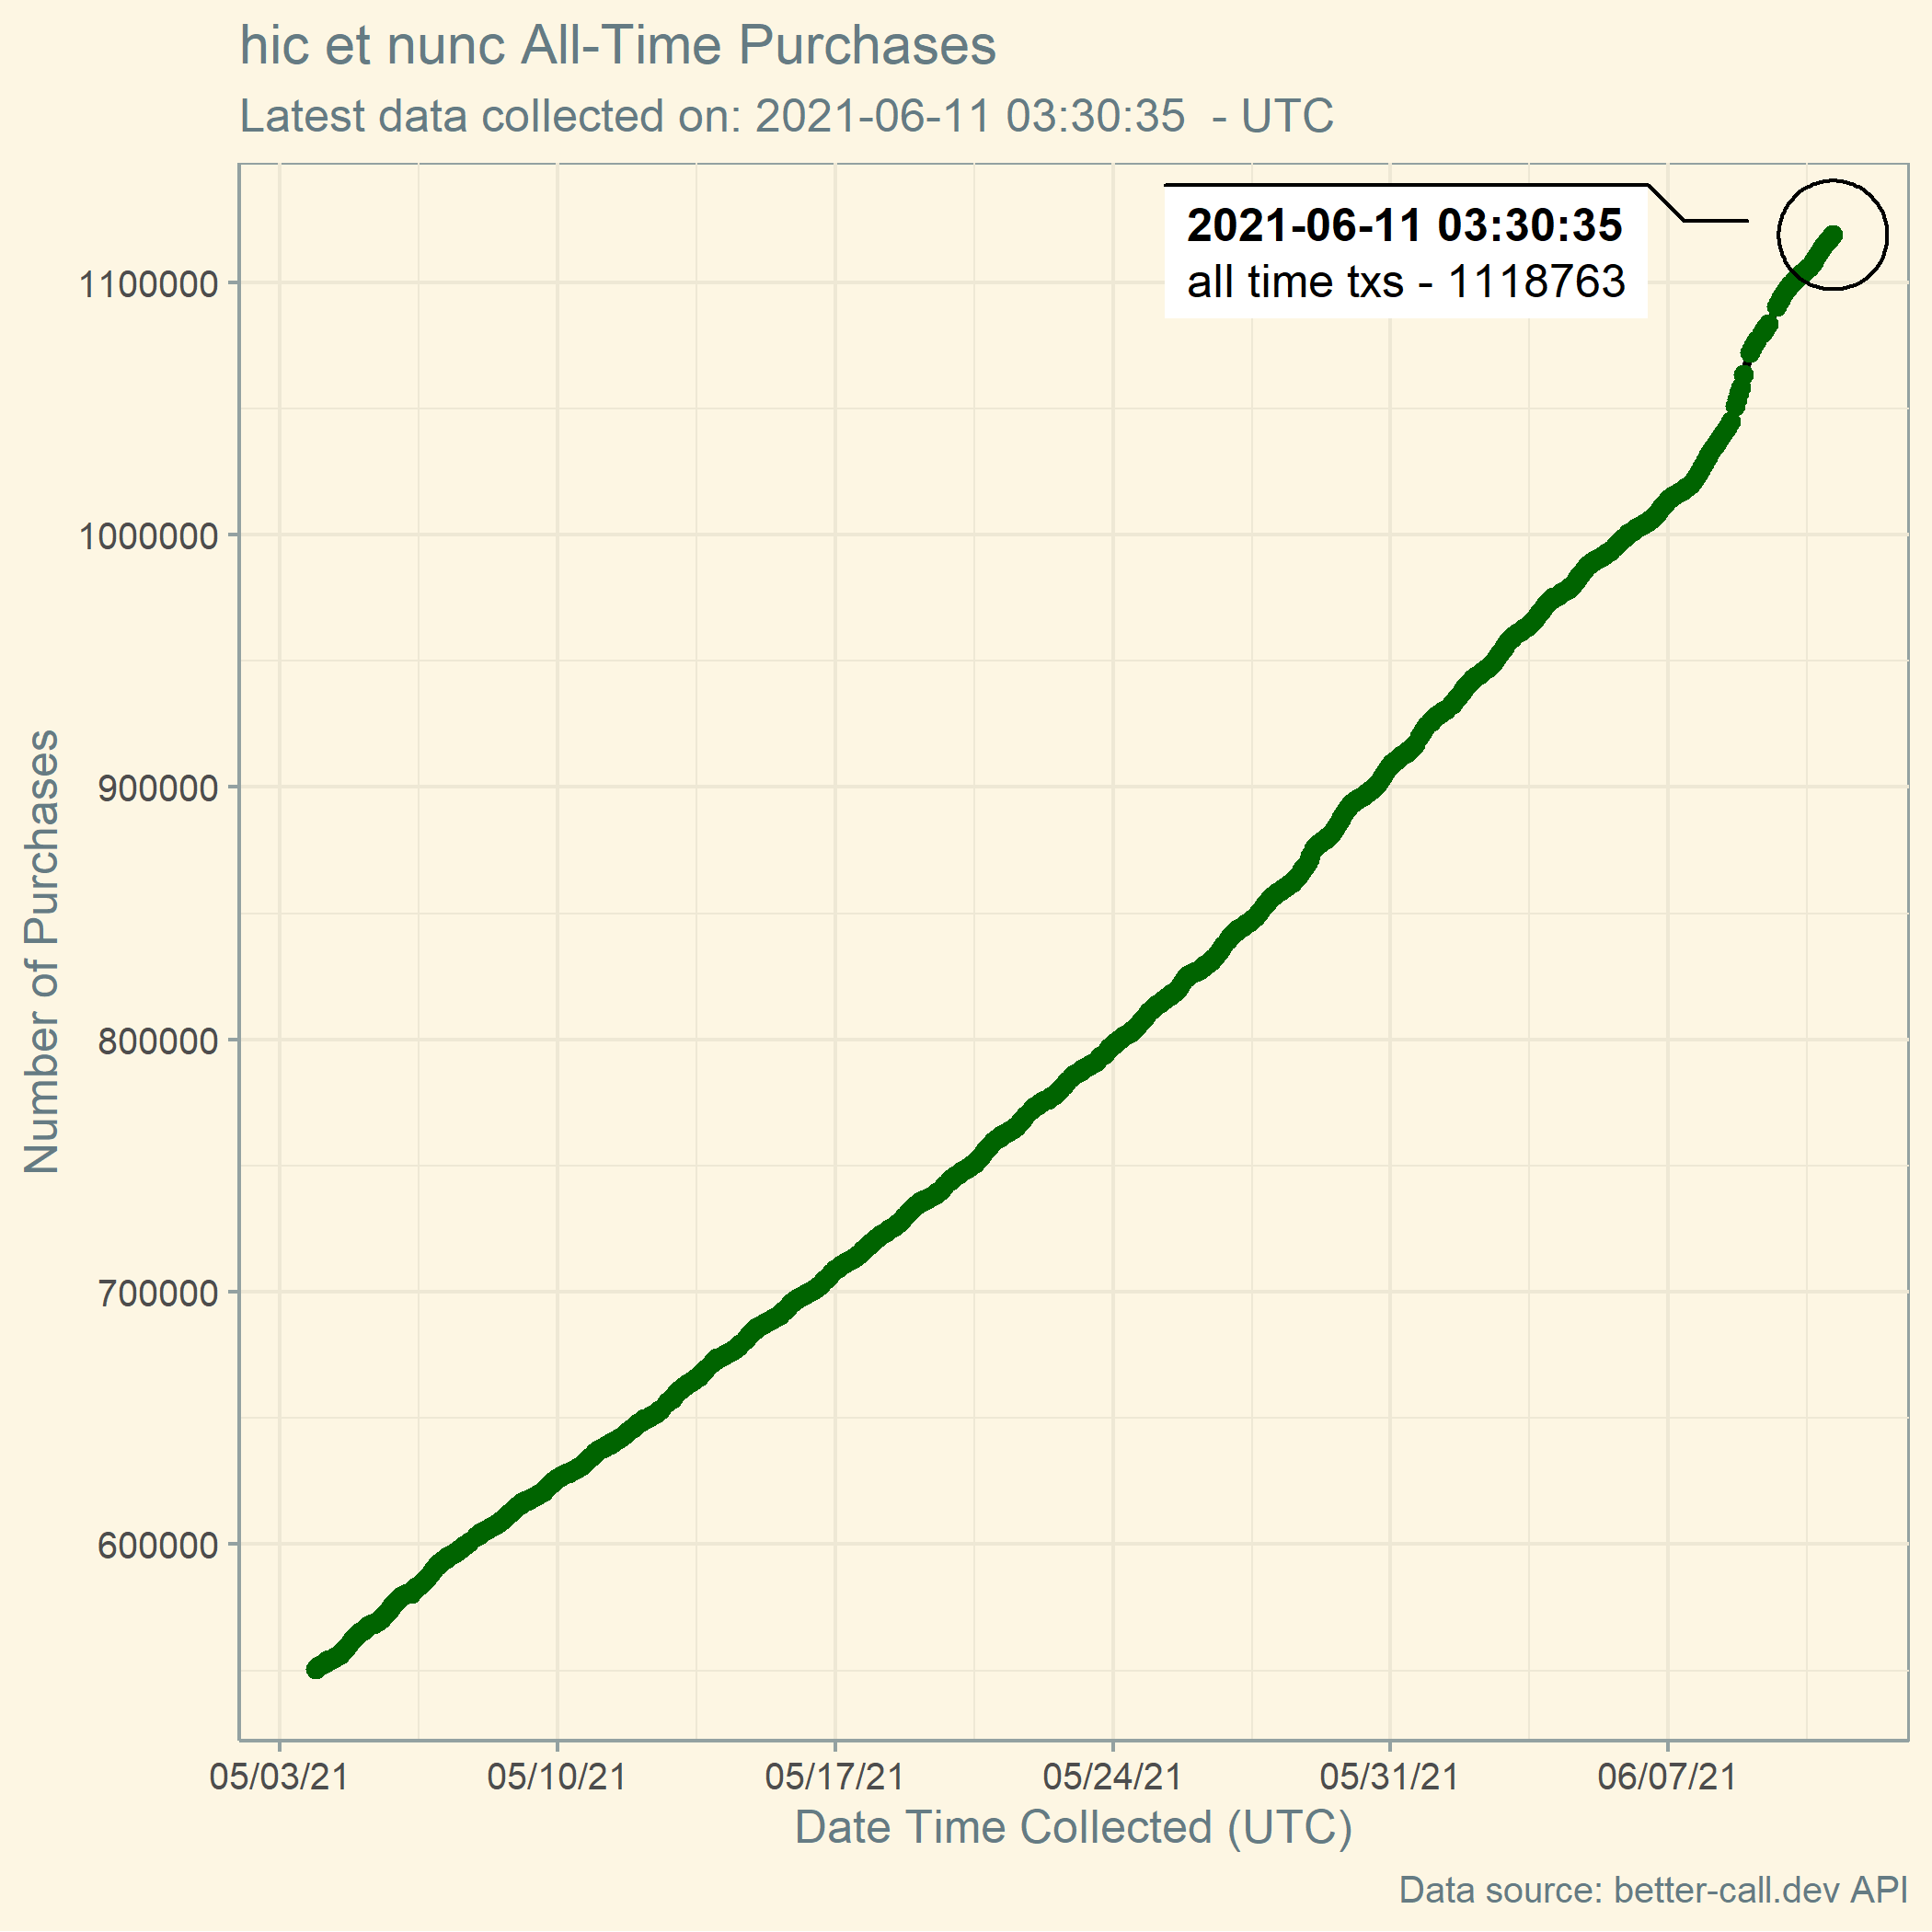 hic et nunc All-Time Purchases
Latest data collected on: 2021-06-11 03:30:35  - UTC
2021-06-11 03:30:35
all time txs - 1118763
1100000
1000000
900000
800000
700000
600000
Number of Purchases
05/03/21
05/10/21
05/17/21
05/24/21
05/31/21
06/07/21
Date Time Collected (UTC)
Data source: better-call.dev API